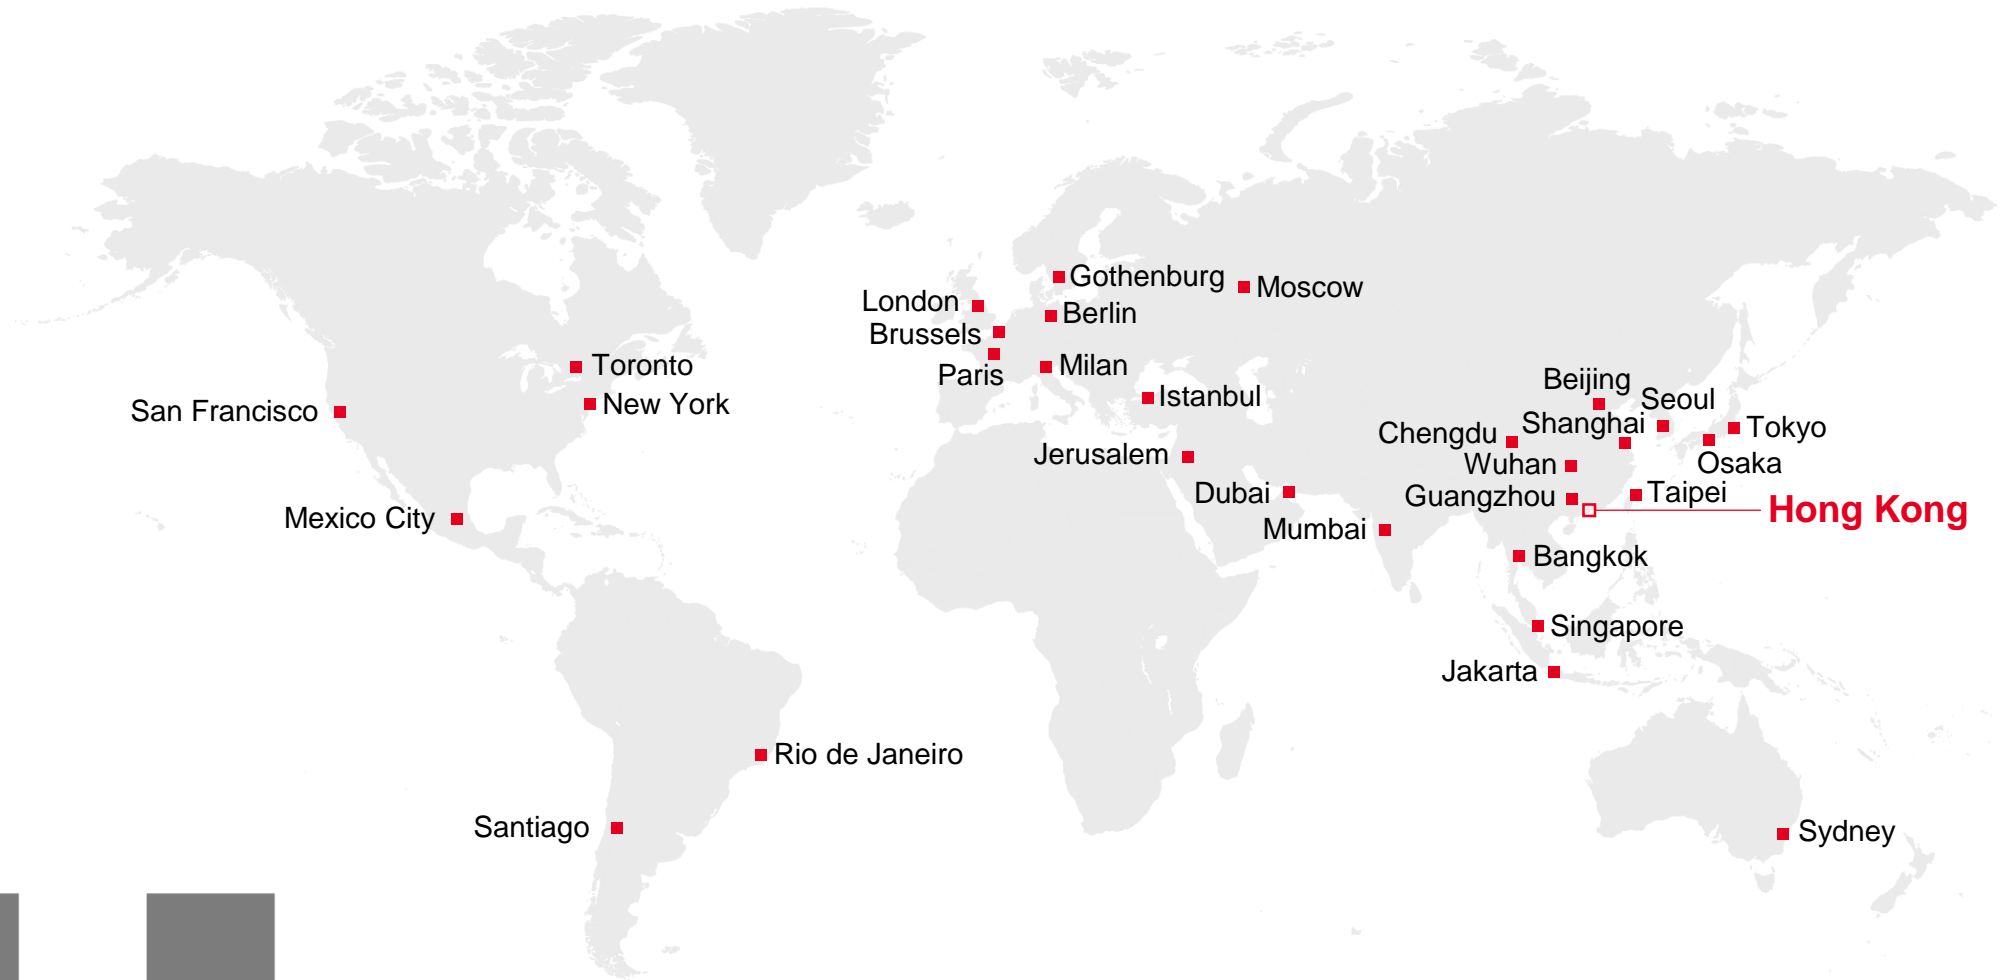 Gothenburg
Moscow
London
Berlin
Brussels
Paris
Milan
Toronto
Istanbul
New York
San Francisco
Beijing
Seoul
Shanghai
Tokyo
Chengdu
Osaka
Wuhan
Jerusalem
Dubai
Guangzhou
Taipei
Hong Kong
Mexico City
Mumbai
Bangkok
Singapore
Jakarta
Rio de Janeiro
Santiago
Sydney